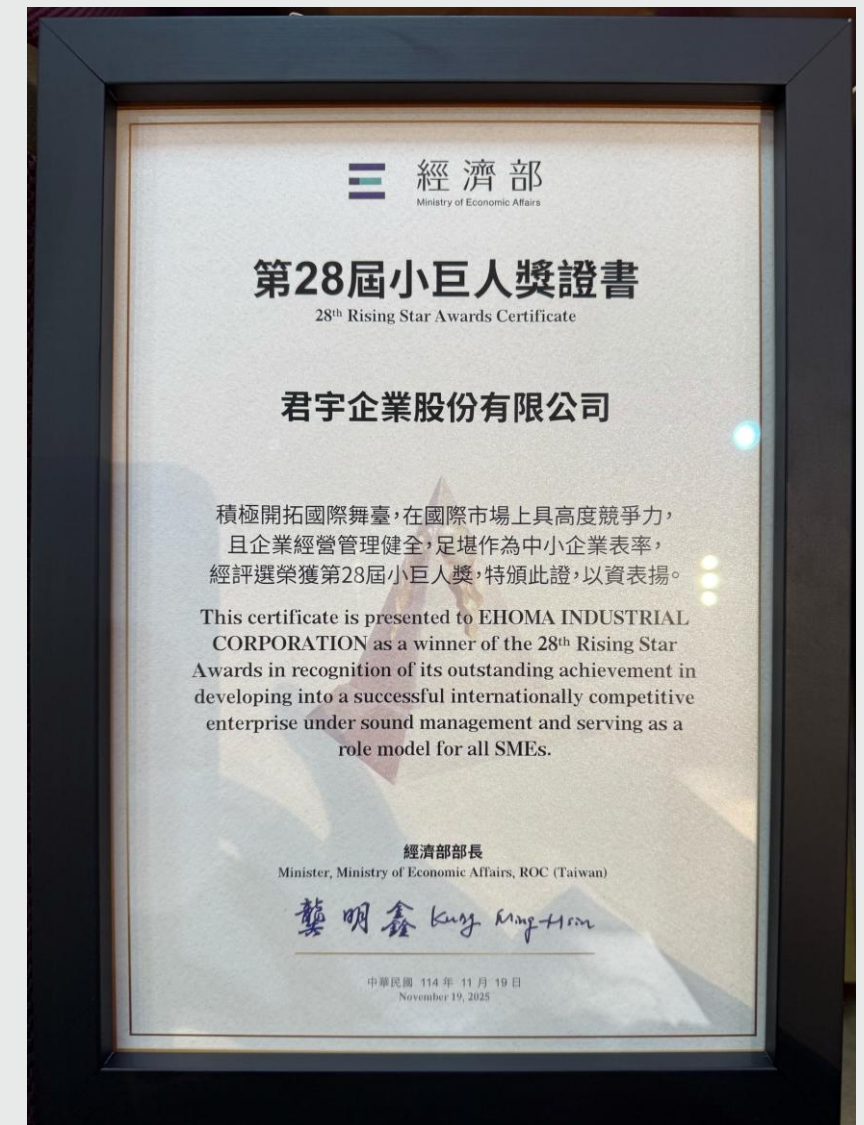 經濟部
Ministry of Economic Affairs
第28屆小巨人獎證書
28th Rising Star Awards Certificate
君宇企業股份有限公司
積極開拓國際舞臺,在國際市場上具高度競爭力,
且企業經營管理健全,足堪作為中小企業表率,
經評選榮獲第28屆小巨人獎,特頒此證,以資表揚。
This certificate is presented to EHOMA INDUSTRIAL
CORPORATION as a winner of the 28th Rising Star
Awards in recognition of its outstanding achievement in
developing into a successful internationally competitive
enterprise under sound management and serving as a
role model for all SMEs.
經濟部部長
Minister, Ministry of Economic Affairs, ROC (Taiwan)
龔明鑫 Kung Ming-Hsin
中華民國 114 年 11 月 19 日
November 19, 2025